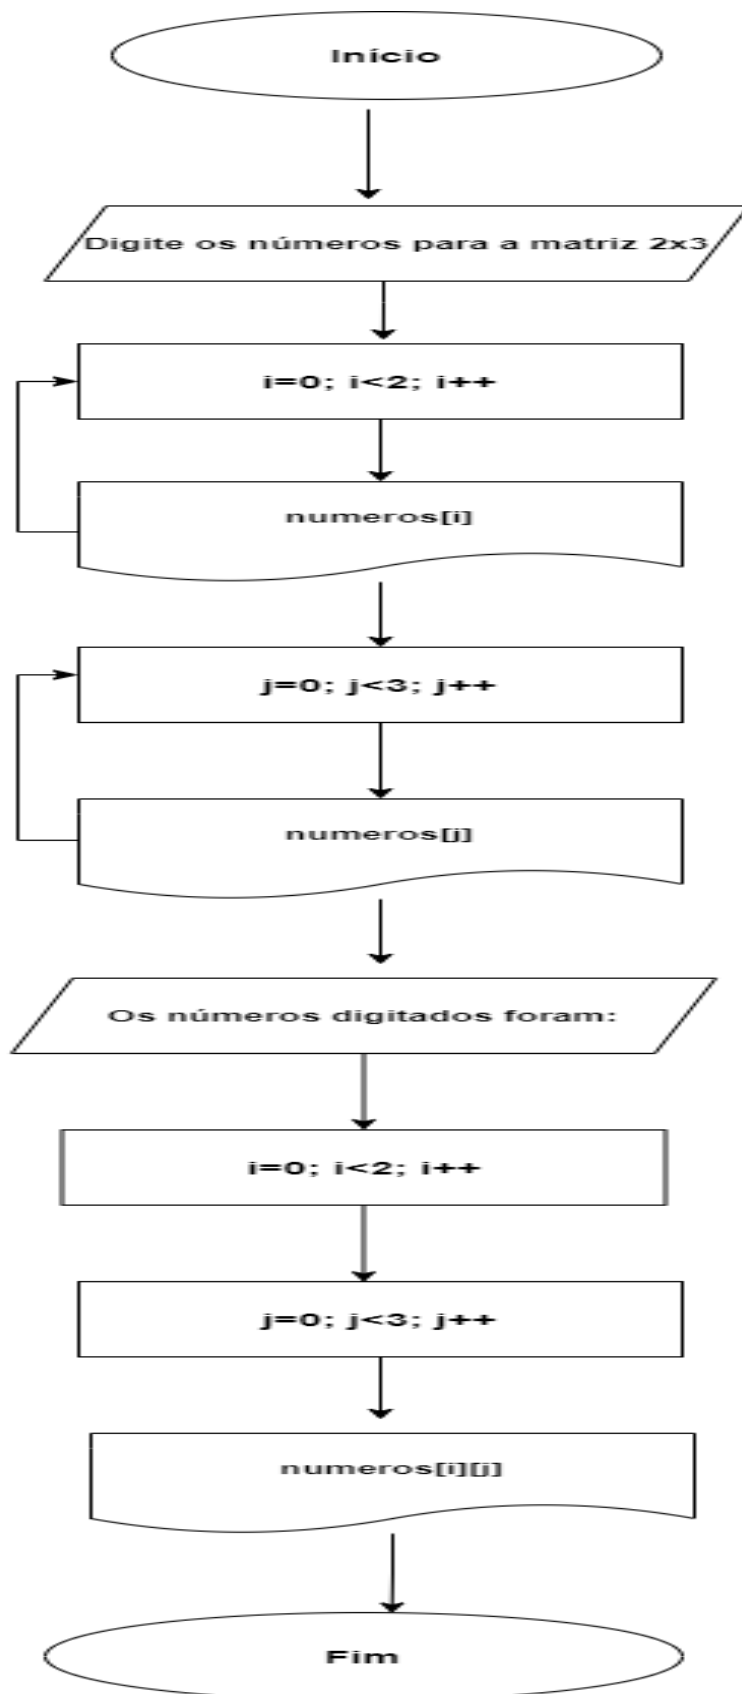 Início
Digite os números para a matriz 2x3
i=0; i<2; i++
numeros[i]
j=0; j<3; j++
numeros[j]
Os números digitados foram:
i=0; i<2; i++
j=0; j<3; j++
numeros[i][j]
Fim